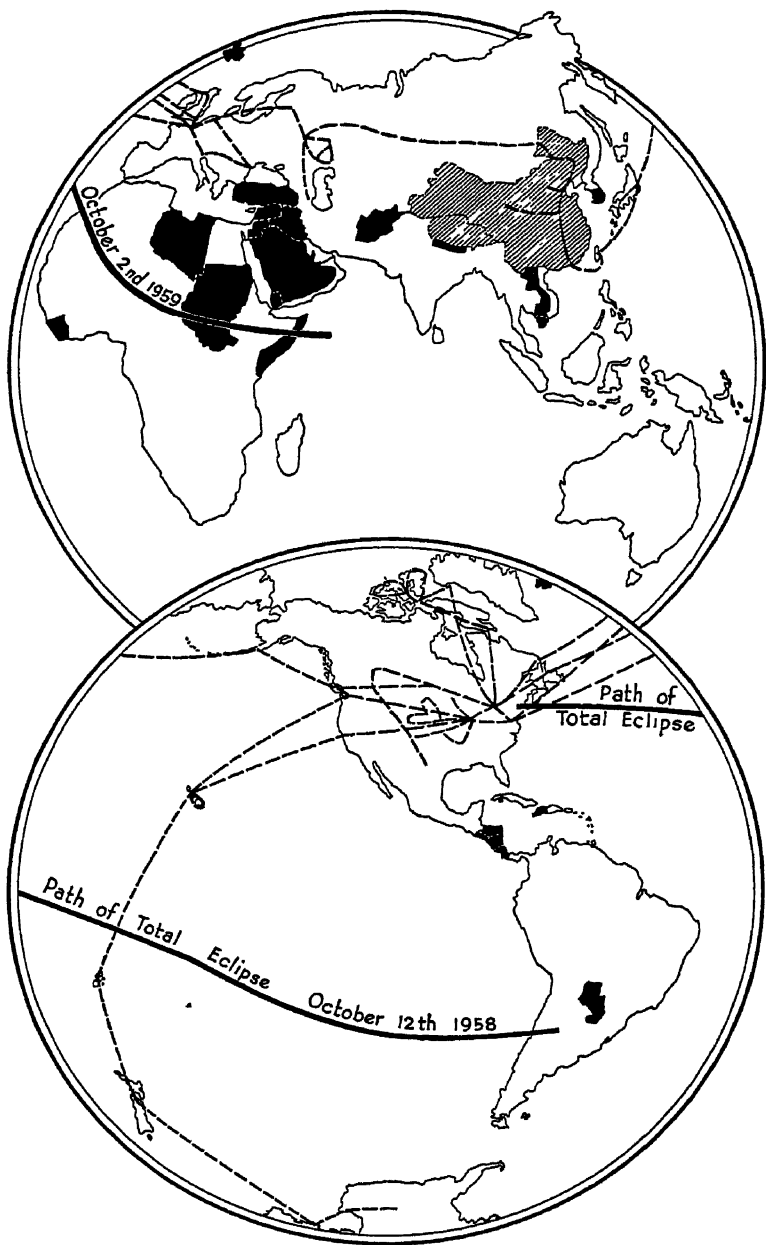 October 2nd 1959
Path of
Total Eclipse
Path of Total Eclipse October 12th 1958